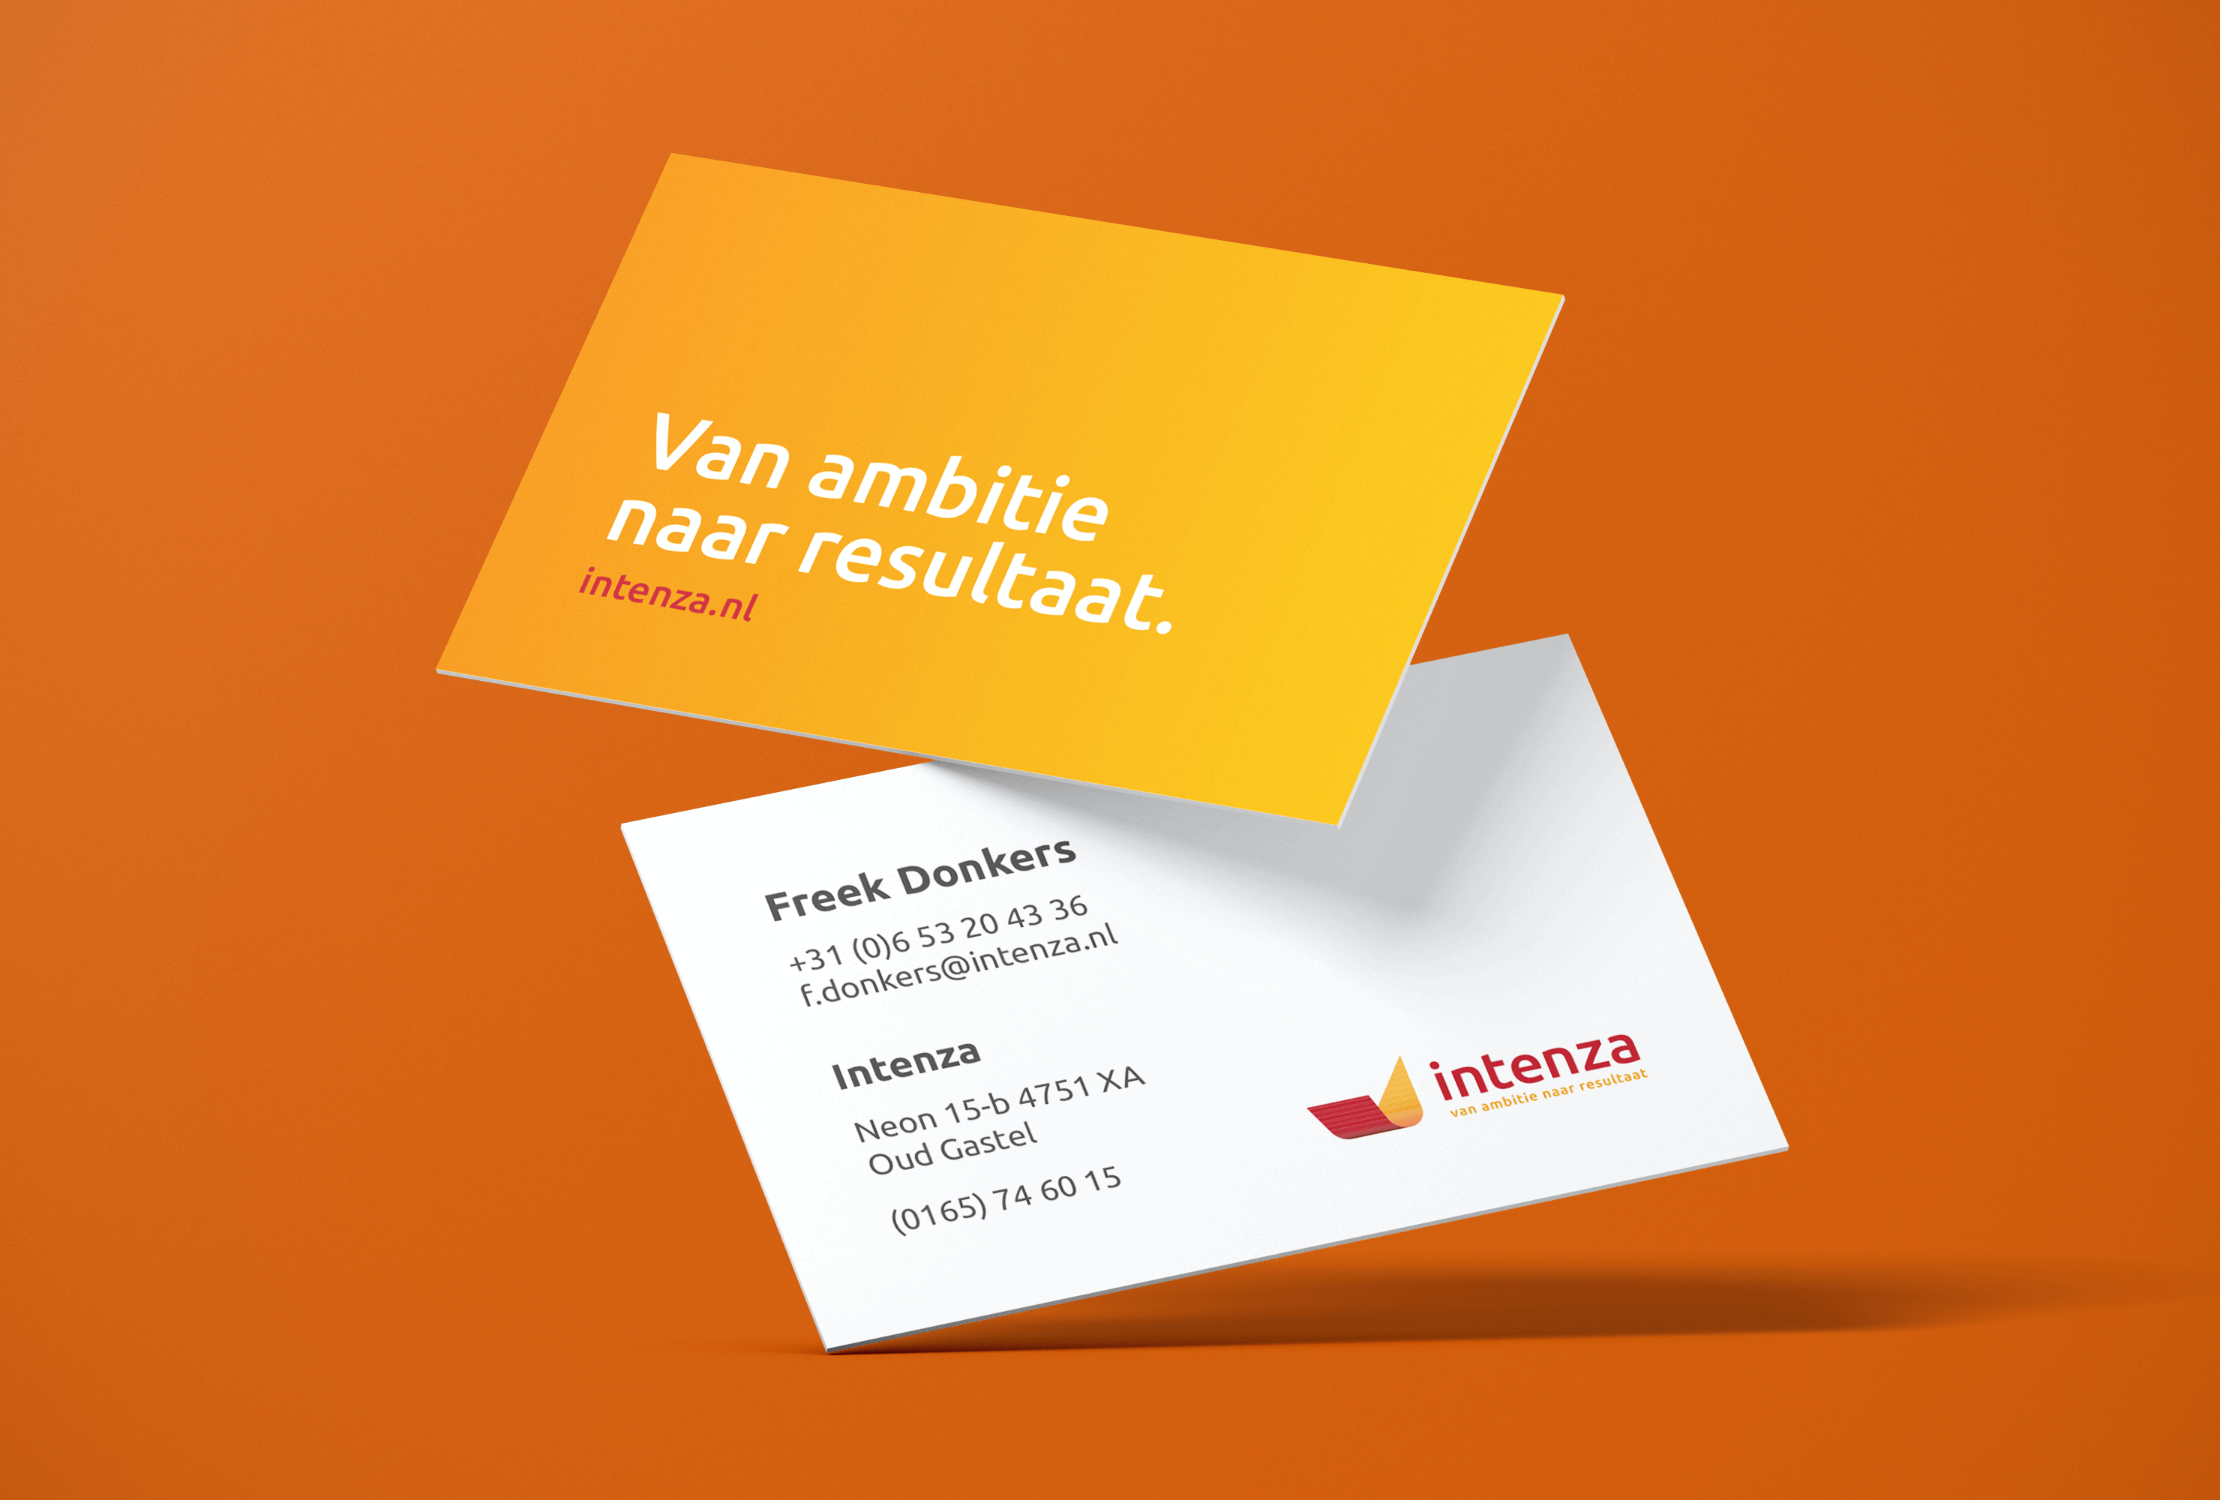 Van ambitie
naar resultaat.
intenza.nl
Freek Donkers
+31 (0)6 53 20 43 36
f.donkers@intenza.nl
Intenza
Neon 15-b 4751 XA
Oud Gastel
(0165) 74 60 15
intenza
van ambitie naar resultaat